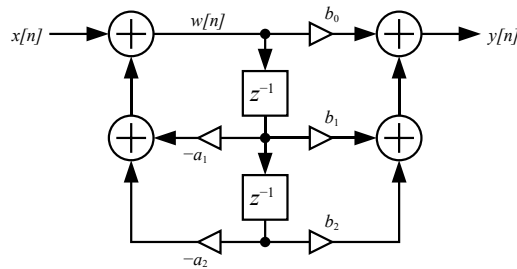 x[n] w[n] b₀ y[n]
z⁻¹
−a₁ b₁
z⁻¹
−a₂ b₂